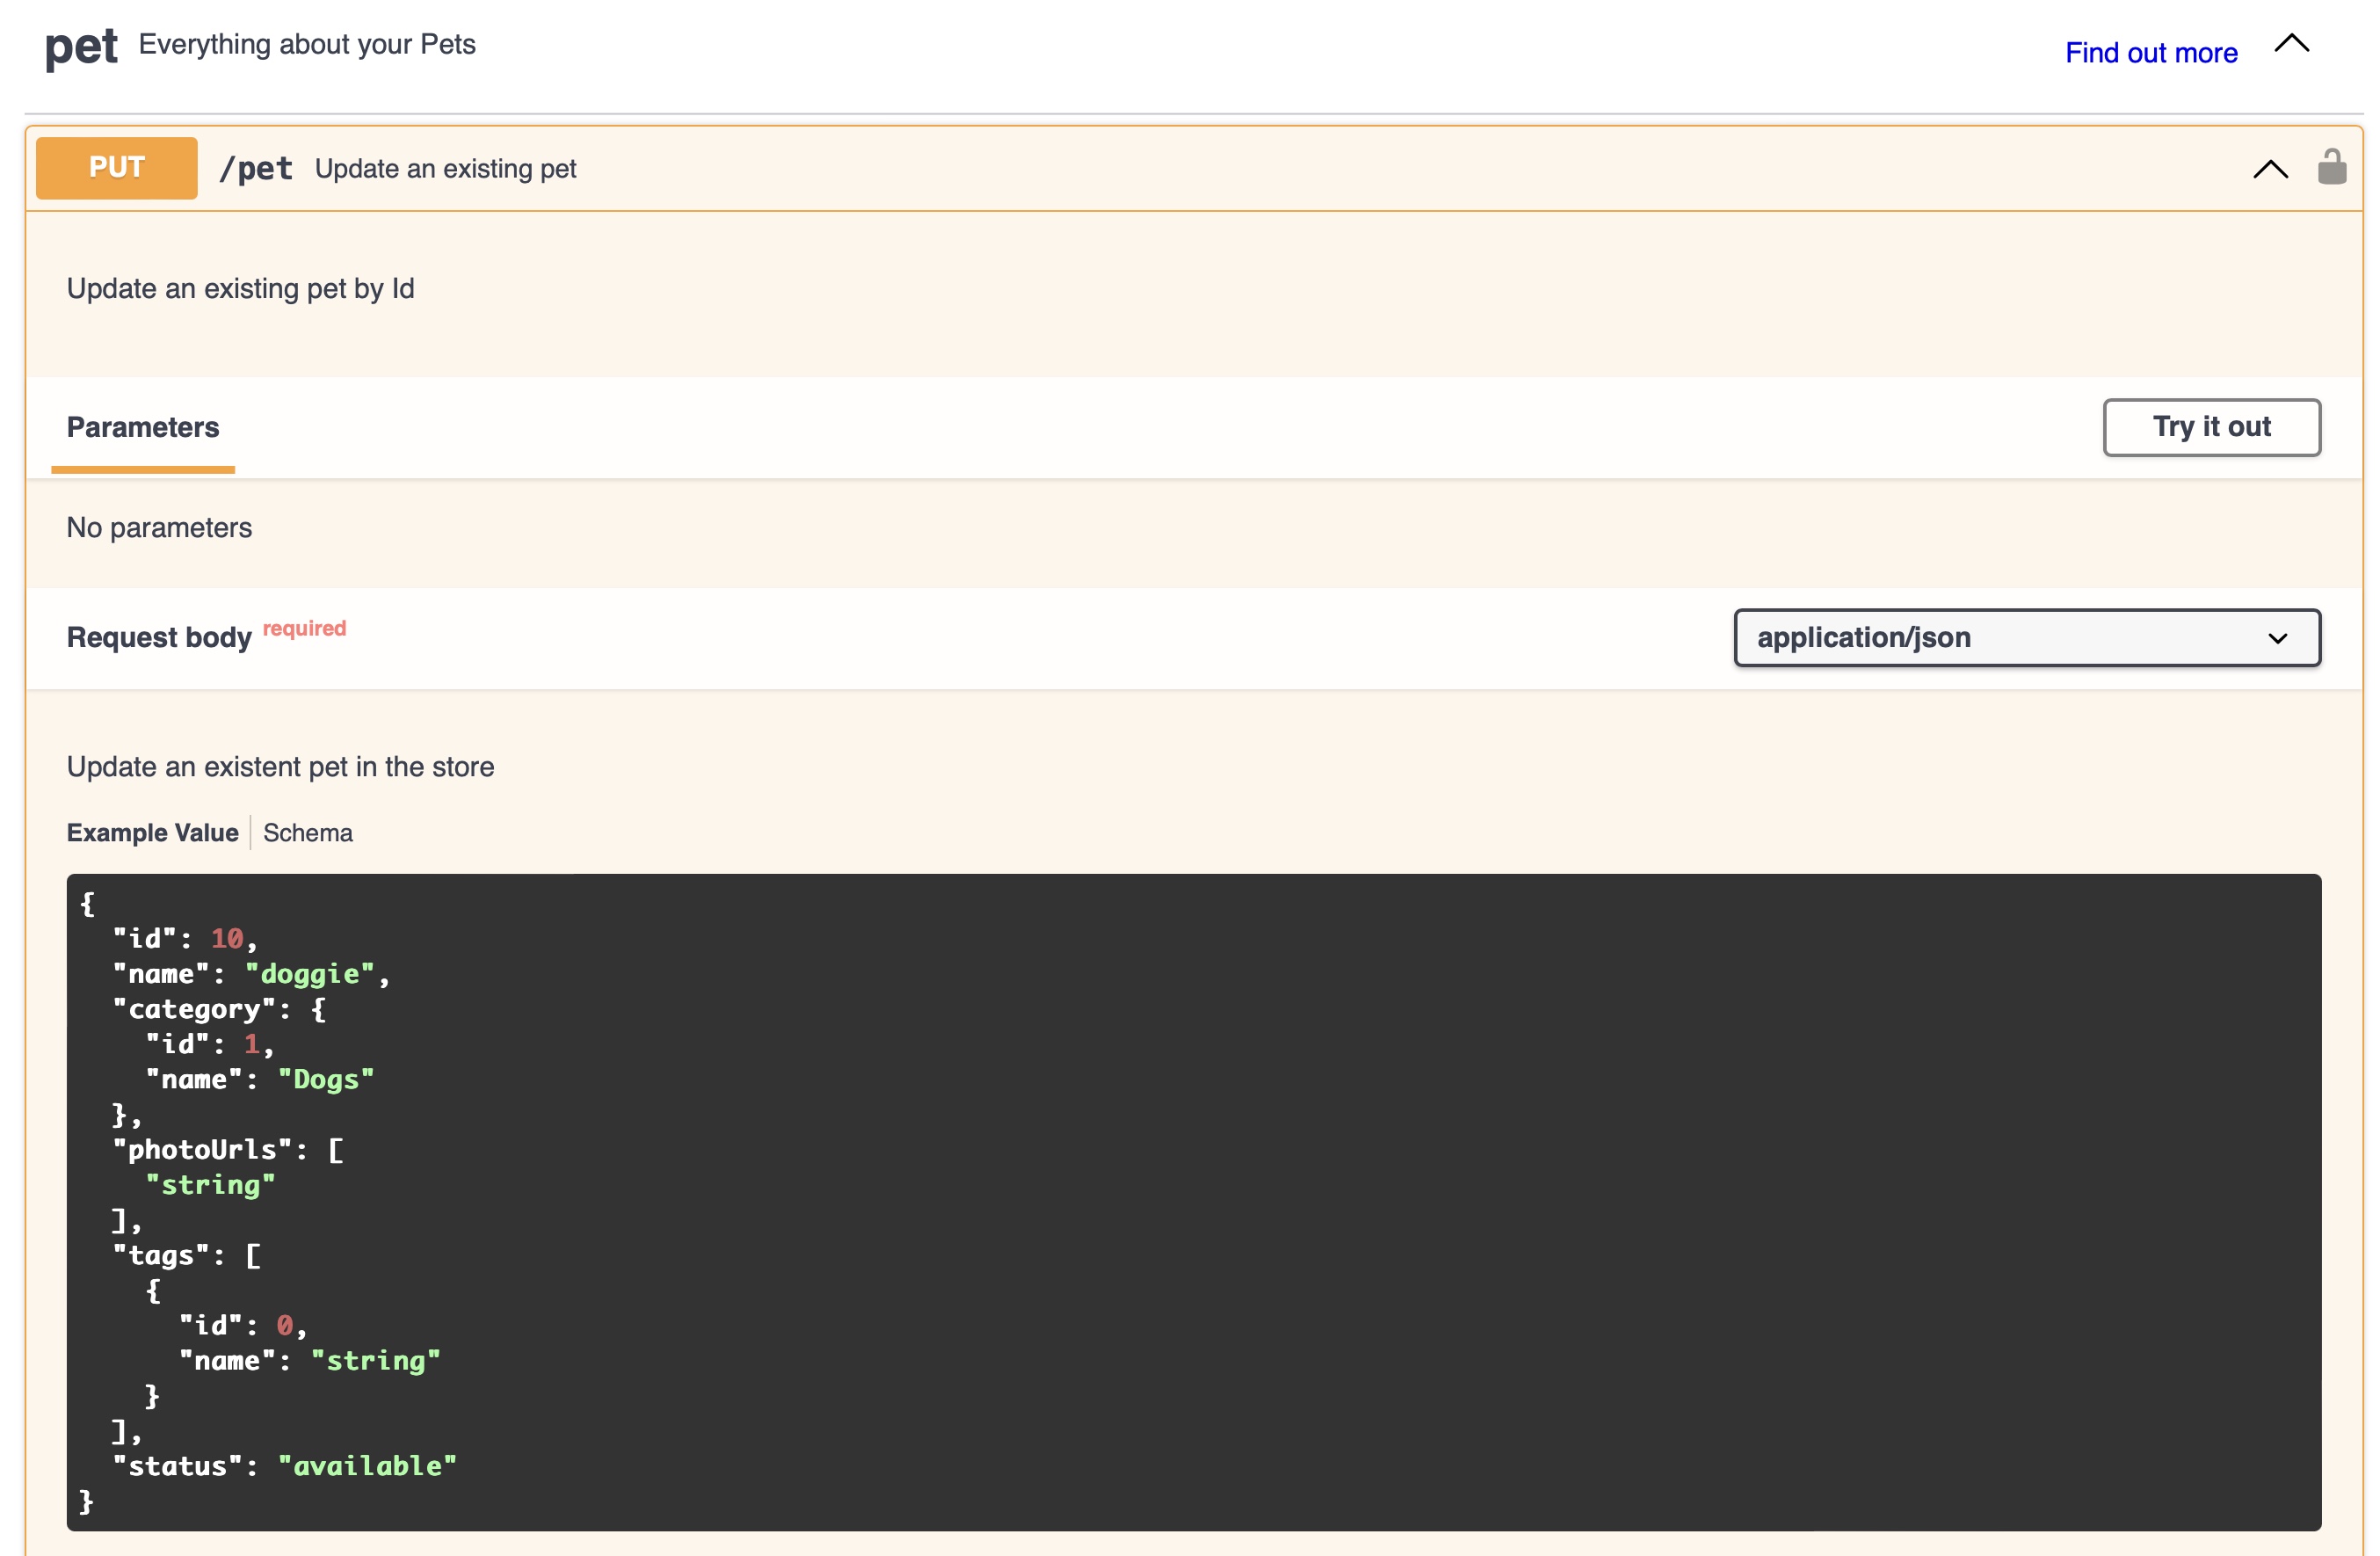 pet Everything about your Pets Find out more
PUT /pet Update an existing pet
Update an existing pet by Id
Parameters Try it out
No parameters
Request body required application/json
Update an existent pet in the store
Example Value Schema
{
  "id": 10,
  "name": "doggie",
  "category": {
    "id": 1,
    "name": "Dogs"
  },
  "photoUrls": [
    "string"
  ],
  "tags": [
    {
      "id": 0,
      "name": "string"
    }
  ],
  "status": "available"
}